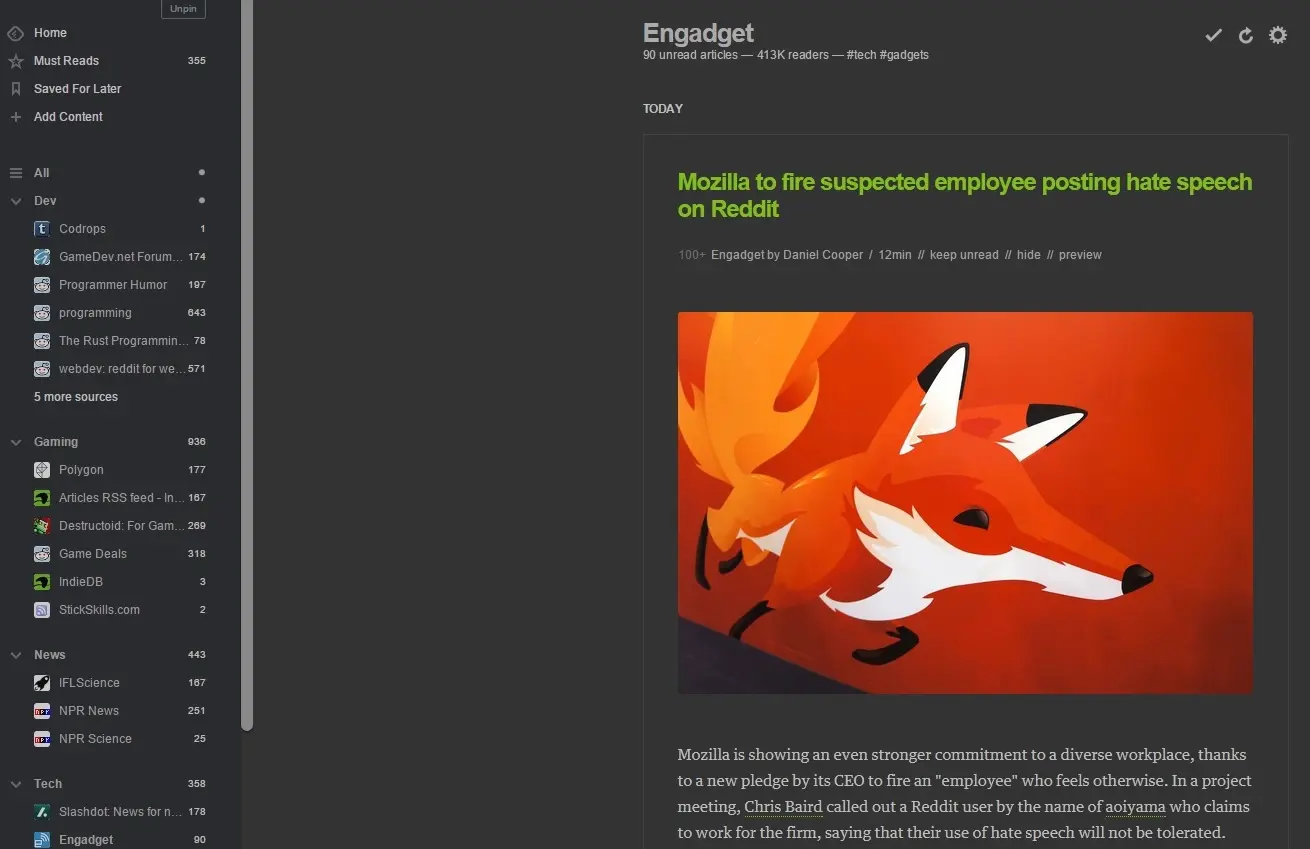 Unpin
Home
Must Reads 355
Saved For Later
Add Content
All
Dev
Codrops 1
GameDev.net Forum... 174
Programmer Humor 197
programming 643
The Rust Programmin... 78
webdev: reddit for we... 571
5 more sources
Gaming 936
Polygon 177
Articles RSS feed - In... 167
Destructoid: For Gam... 269
Game Deals 318
IndieDB 3
StickSkills.com 2
News 443
IFLScience 167
NPR News 251
NPR Science 25
Tech 358
Slashdot: News for n... 178
Engadget 90
Engadget
90 unread articles — 413K readers — #tech #gadgets
TODAY
Mozilla to fire suspected employee posting hate speech
on Reddit
100+ Engadget by Daniel Cooper / 12min // keep unread // hide // preview
Mozilla is showing an even stronger commitment to a diverse workplace, thanks
to a new pledge by its CEO to fire an "employee" who feels otherwise. In a project
meeting, Chris Baird called out a Reddit user by the name of aoiyama who claims
to work for the firm, saying that their use of hate speech will not be tolerated.